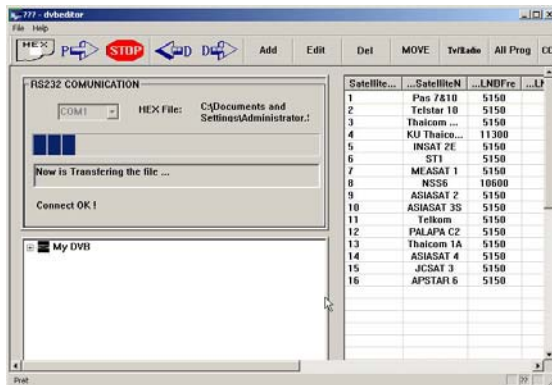 ??? - dvbeditor
File Help
HEX P STOP D D Add Edit Del MOVE Tv/Radio All Prog
RS232 COMUNICATION
COM1 HEX File: C:\Documents and Settings\Administrator.!
Now is Transfering the file ...
Connect OK !
My DVB
Satellite... ...SatelliteN ...LNBFre
1 Pas 7&10 5150
2 Telstar 10 5150
3 Thaicom ... 5150
4 KU Thaico... 11300
5 INSAT 2E 5150
6 ST1 5150
7 MEASAT 1 5150
8 NSS6 10600
9 ASIASAT 2 5150
10 ASIASAT 3S 5150
11 Telkom 5150
12 PALAPA C2 5150
13 Thaicom 1A 5150
14 ASIASAT 4 5150
15 JCSAT 3 5150
16 APSTAR 6 5150
Pret
??